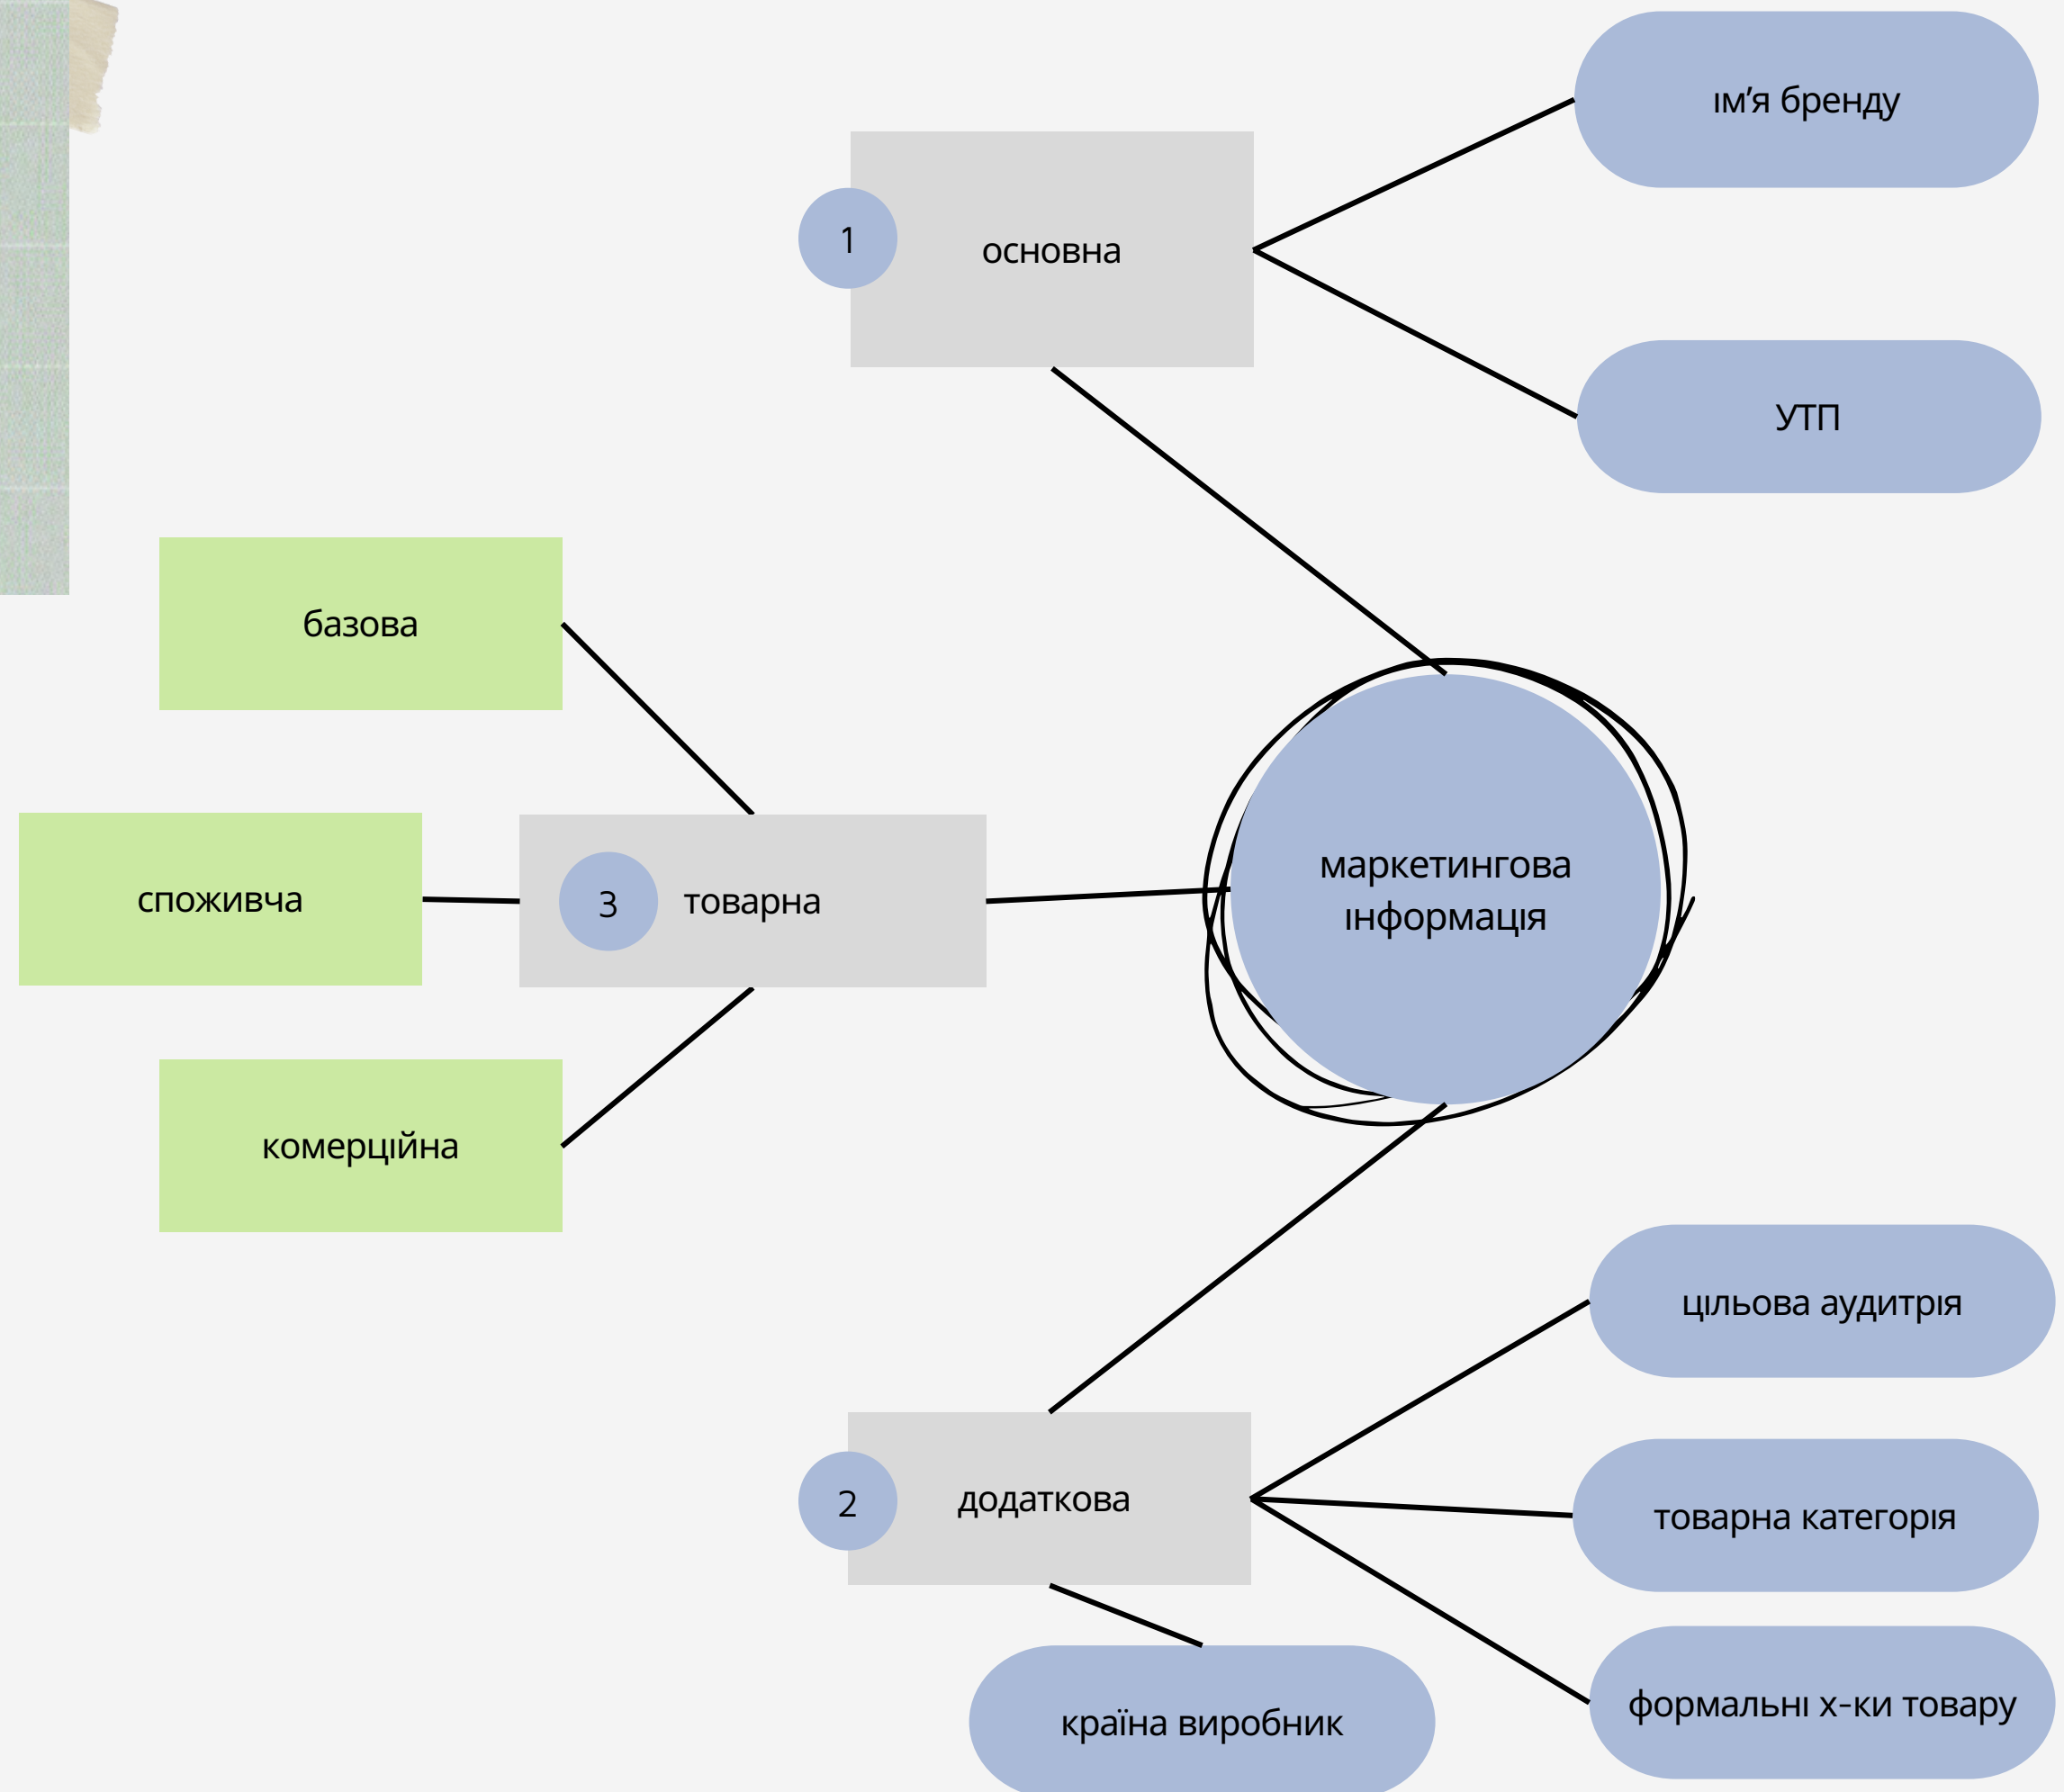 ім’я бренду
1
основна
УТП
базова
споживча
3
товарна
маркетингова
інформація
комерційна
цільова аудитрія
2
додаткова
товарна категорія
формальні х-ки товару
країна виробник